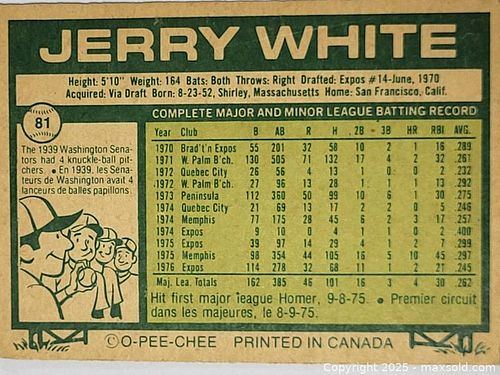 JERRY WHITE
Height: 5'10" Weight: 164 Bats: Both Throws: Right Drafted: Expos #14-June, 1970
Acquired: Via Draft Born: 8-23-52, Shirley, Massachusetts Home: San Francisco, Calif.
81
COMPLETE MAJOR AND MINOR LEAGUE BATTING RECORD
The 1939 Washington Sena-
tors had 4 knuckle-ball pit-
chers. • En 1939, les Séna-
teurs de Washington avait 4
lanceurs de balles papillons.
Year Club B AB R H 2B 3B HR RBI AVG.
1970 Brad't'n Expos 55 201 32 58 10 2 1 16 .289
1971 W. Palm B'ch. 130 505 71 132 17 4 2 32 .261
1972 Quebec City 26 56 4 13 1 0 0 2 .232
1972 W. Palm B'ch. 27 96 13 28 1 1 1 13 .292
1973 Peninsula 112 360 50 99 10 6 1 30 .275
1974 Quebec City 21 69 13 17 2 0 5 .246
1974 Memphis 77 175 28 45 6 2 3 17 .257
1974 Expos 9 10 0 4 1 1 0 2 .400
1975 Expos 39 97 14 29 4 1 2 7 .299
1975 Memphis 98 354 44 105 16 5 10 45 .297
1976 Expos 114 278 32 68 11 1 2 21 .245
Maj. Lea. Totals 162 385 46 101 16 3 4 30 .262
Hit first major league Homer, 9-8-75. • Premier circuit
dans les majeures, le 8-9-75.
©O-PEE-CHEE PRINTED IN CANADA
Copyright 2025 - maxsold.com